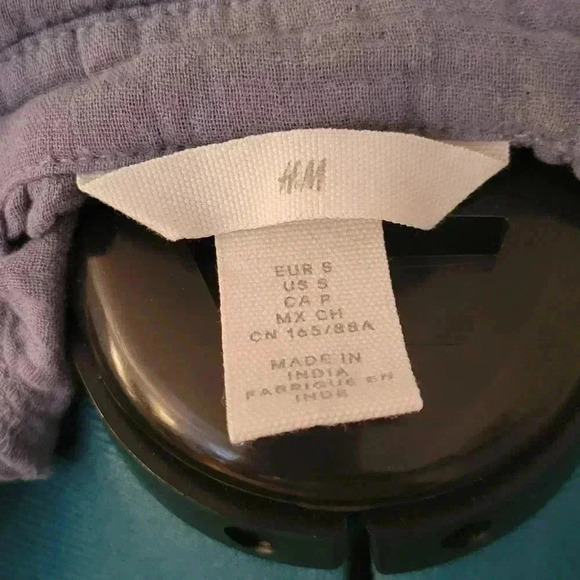 H&M
EUR S
US S
CA P
MX CH
CN 165/88A
MADE IN
INDIA
FABRIQUE EN
INDE